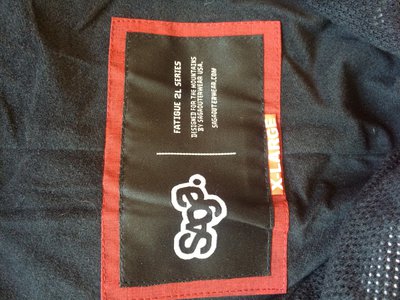 Saga.
FATIGUE 2L SERIES
DESIGNED FOR THE MOUNTAINS
BY SAGAOUTERWEAR USA.
SAGAOUTERWEAR.COM
X-LARGE